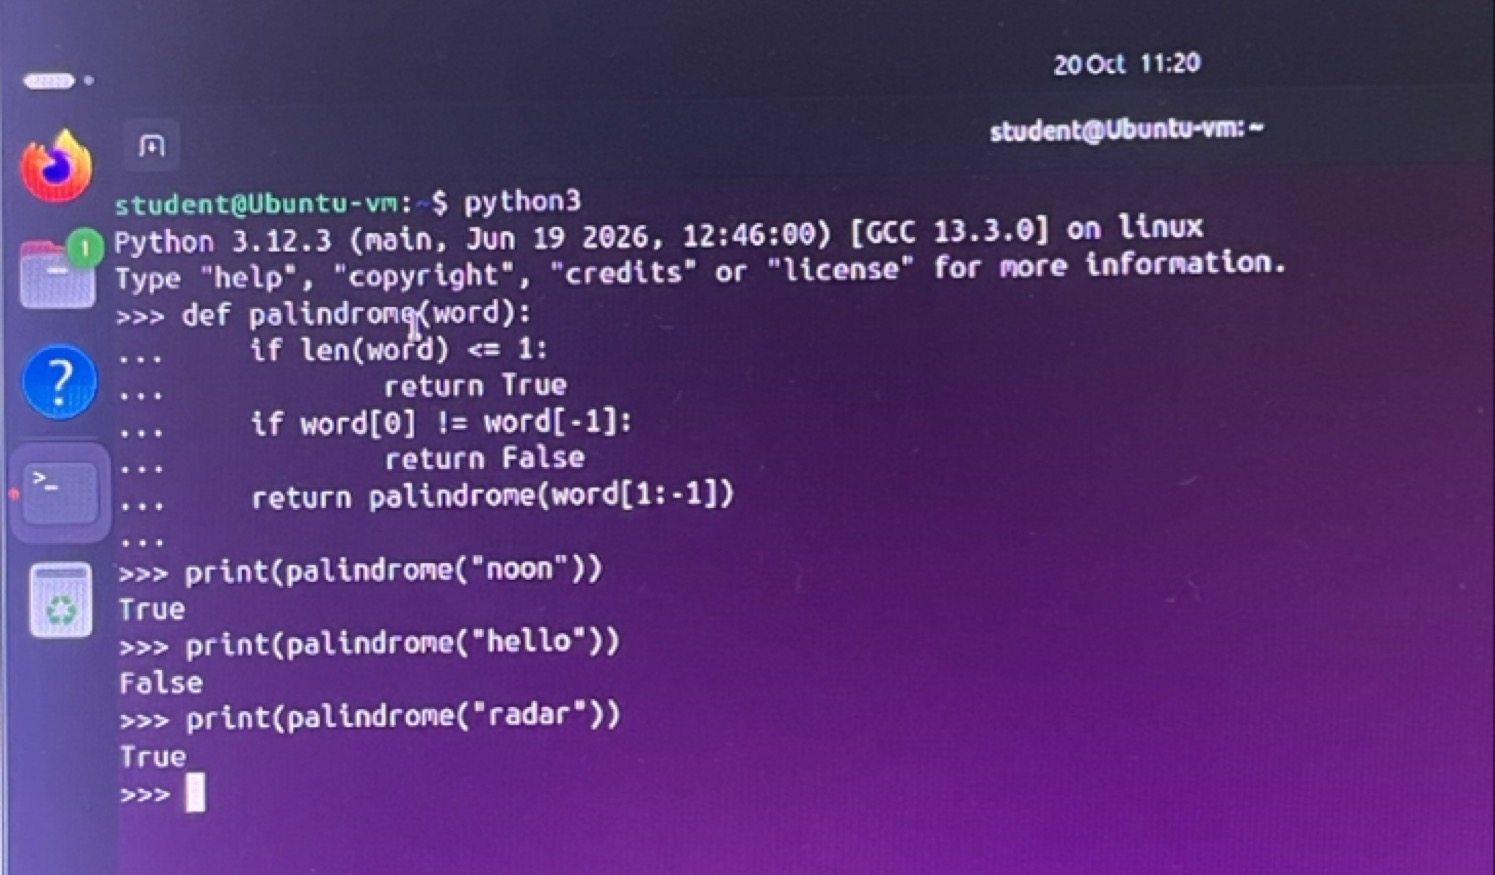 20 Oct 11:20
student@Ubuntu-vm: ~
student@Ubuntu-vm:~$ python3
Python 3.12.3 (main, Jun 19 2026, 12:46:00) [GCC 13.3.0] on linux
Type "help", "copyright", "credits" or "license" for more information.
>>> def palindrome(word):
...     if len(word) <= 1:
...             return True
...     if word[0] != word[-1]:
...             return False
...     return palindrome(word[1:-1])
...
>>> print(palindrome("noon"))
True
>>> print(palindrome("hello"))
False
>>> print(palindrome("radar"))
True
>>>
1
?
>_